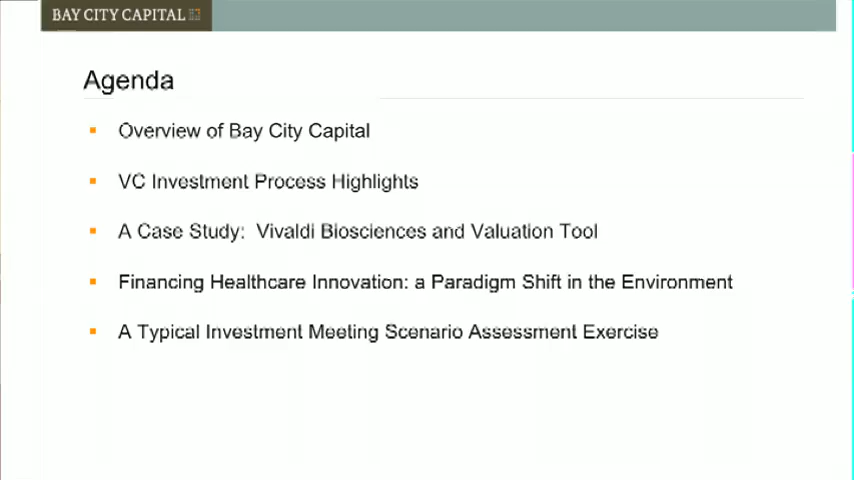 BAY CITY CAPITAL
Agenda
Overview of Bay City Capital
VC Investment Process Highlights
A Case Study: Vivaldi Biosciences and Valuation Tool
Financing Healthcare Innovation: a Paradigm Shift in the Environment
A Typical Investment Meeting Scenario Assessment Exercise